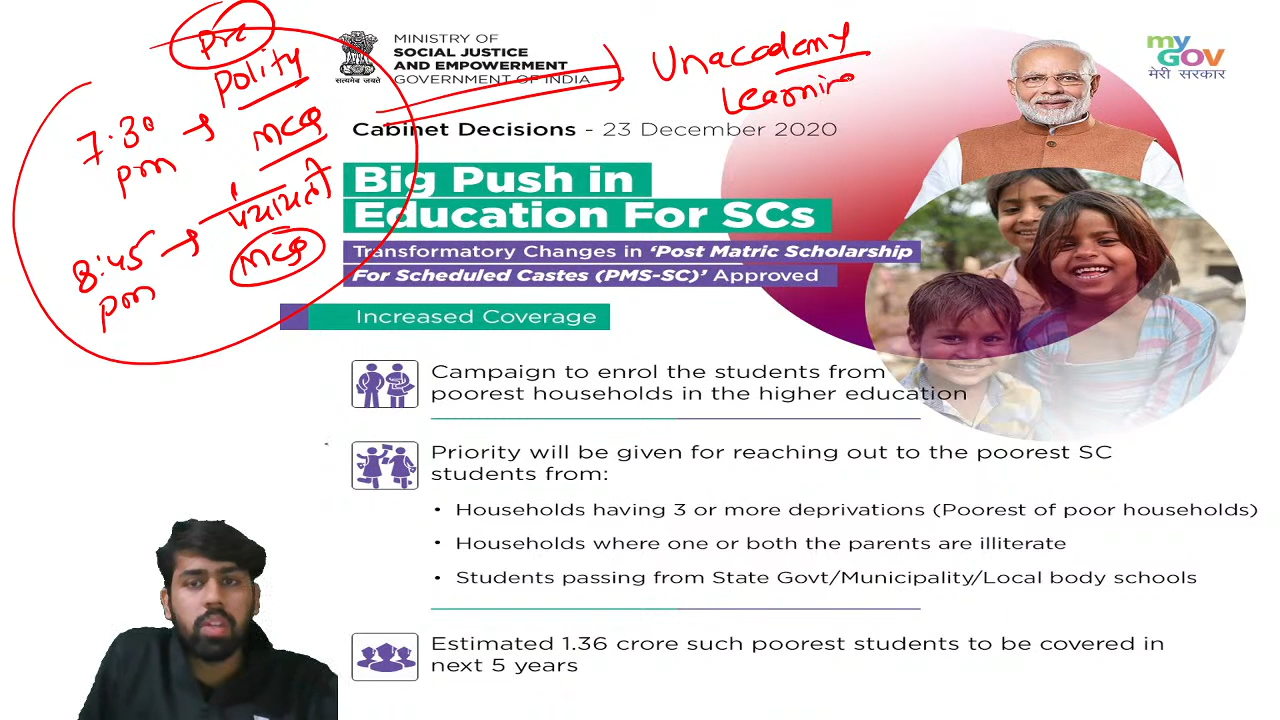 Pre
Polity
7:30 pm → MCQ
8:45 pm → पंचायती
MCQ
Unacademy
Learning
MINISTRY OF
SOCIAL JUSTICE
AND EMPOWERMENT
GOVERNMENT OF INDIA
सत्यमेव जयते
my
GOV
मेरी सरकार
Cabinet Decisions - 23 December 2020
Big Push in
Education For SCs
Transformatory Changes in ‘Post Matric Scholarship
For Scheduled Castes (PMS-SC)’ Approved
Increased Coverage
Campaign to enrol the students from
poorest households in the higher education
Priority will be given for reaching out to the poorest SC
students from:
• Households having 3 or more deprivations (Poorest of poor households)
• Households where one or both the parents are illiterate
• Students passing from State Govt/Municipality/Local body schools
Estimated 1.36 crore such poorest students to be covered in
next 5 years